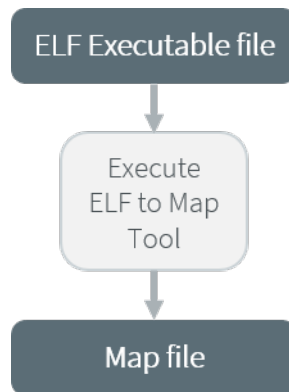 ELF Executable file
Execute
ELF to Map
Tool
Map file